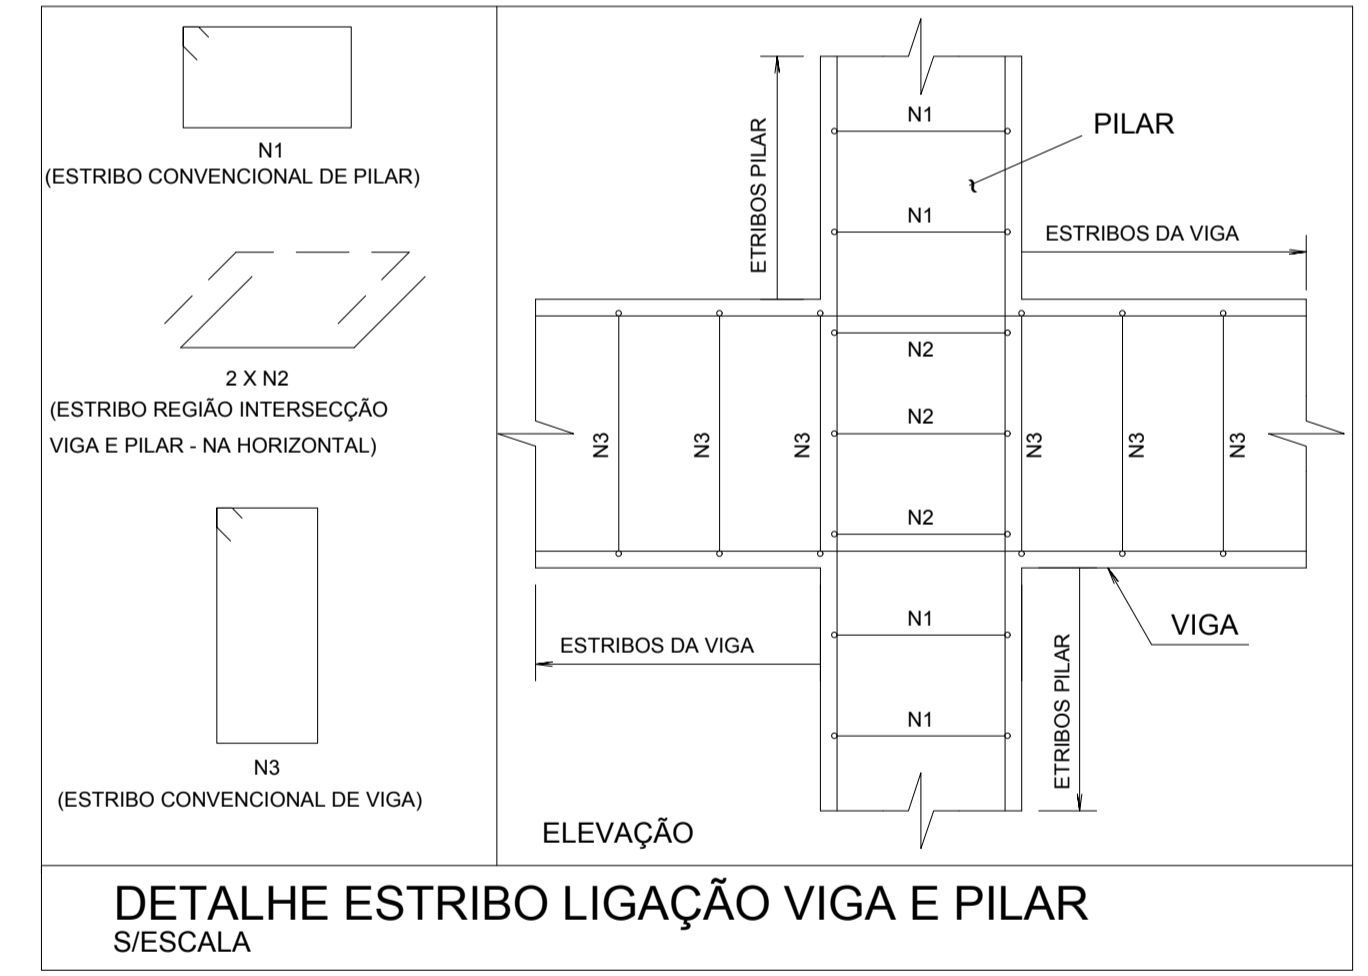 N1
(ESTRIBO CONVENCIONAL DE PILAR)
2 X N2
(ESTRIBO REGIÃO INTERSECÇÃO
VIGA E PILAR - NA HORIZONTAL)
N3
(ESTRIBO CONVENCIONAL DE VIGA)
N1
PILAR
ETRIBOS PILAR
N1
ESTRIBOS DA VIGA
N2
N2
N3
N3
N3
N3
N3
N3
N2
N1
VIGA
ESTRIBOS DA VIGA
ETRIBOS PILAR
N1
ELEVAÇÃO
DETALHE ESTRIBO LIGAÇÃO VIGA E PILAR
S/ESCALA